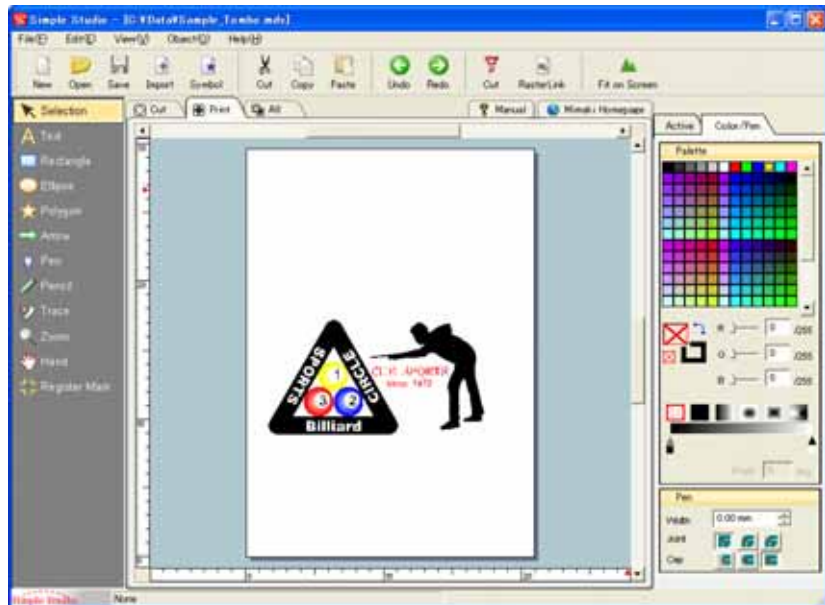 Simple Studio - [C:¥Data¥Sample_Tombo.mds]
File(F) Edit(E) View(V) Object(O) Help(H)
New Open Save Import Symbol Cut Copy Paste Undo Redo Cut RasterLink Fit on Screen
Selection
Cut Print All Manual Mimaki Homepage
Active Color/Pen
Palette
Text
Rectangle
Ellipse
Polygon
Arrow
Pen
Pencil
Trace
Zoom
Hand
Register Mark
SPORTS CIRCLE
1
3 2
Billiard
since 1972
R 0 /255
G 0 /255
B 0 /255
Pen
Width 0.00 mm
Joint
Cap
Simple Studio None